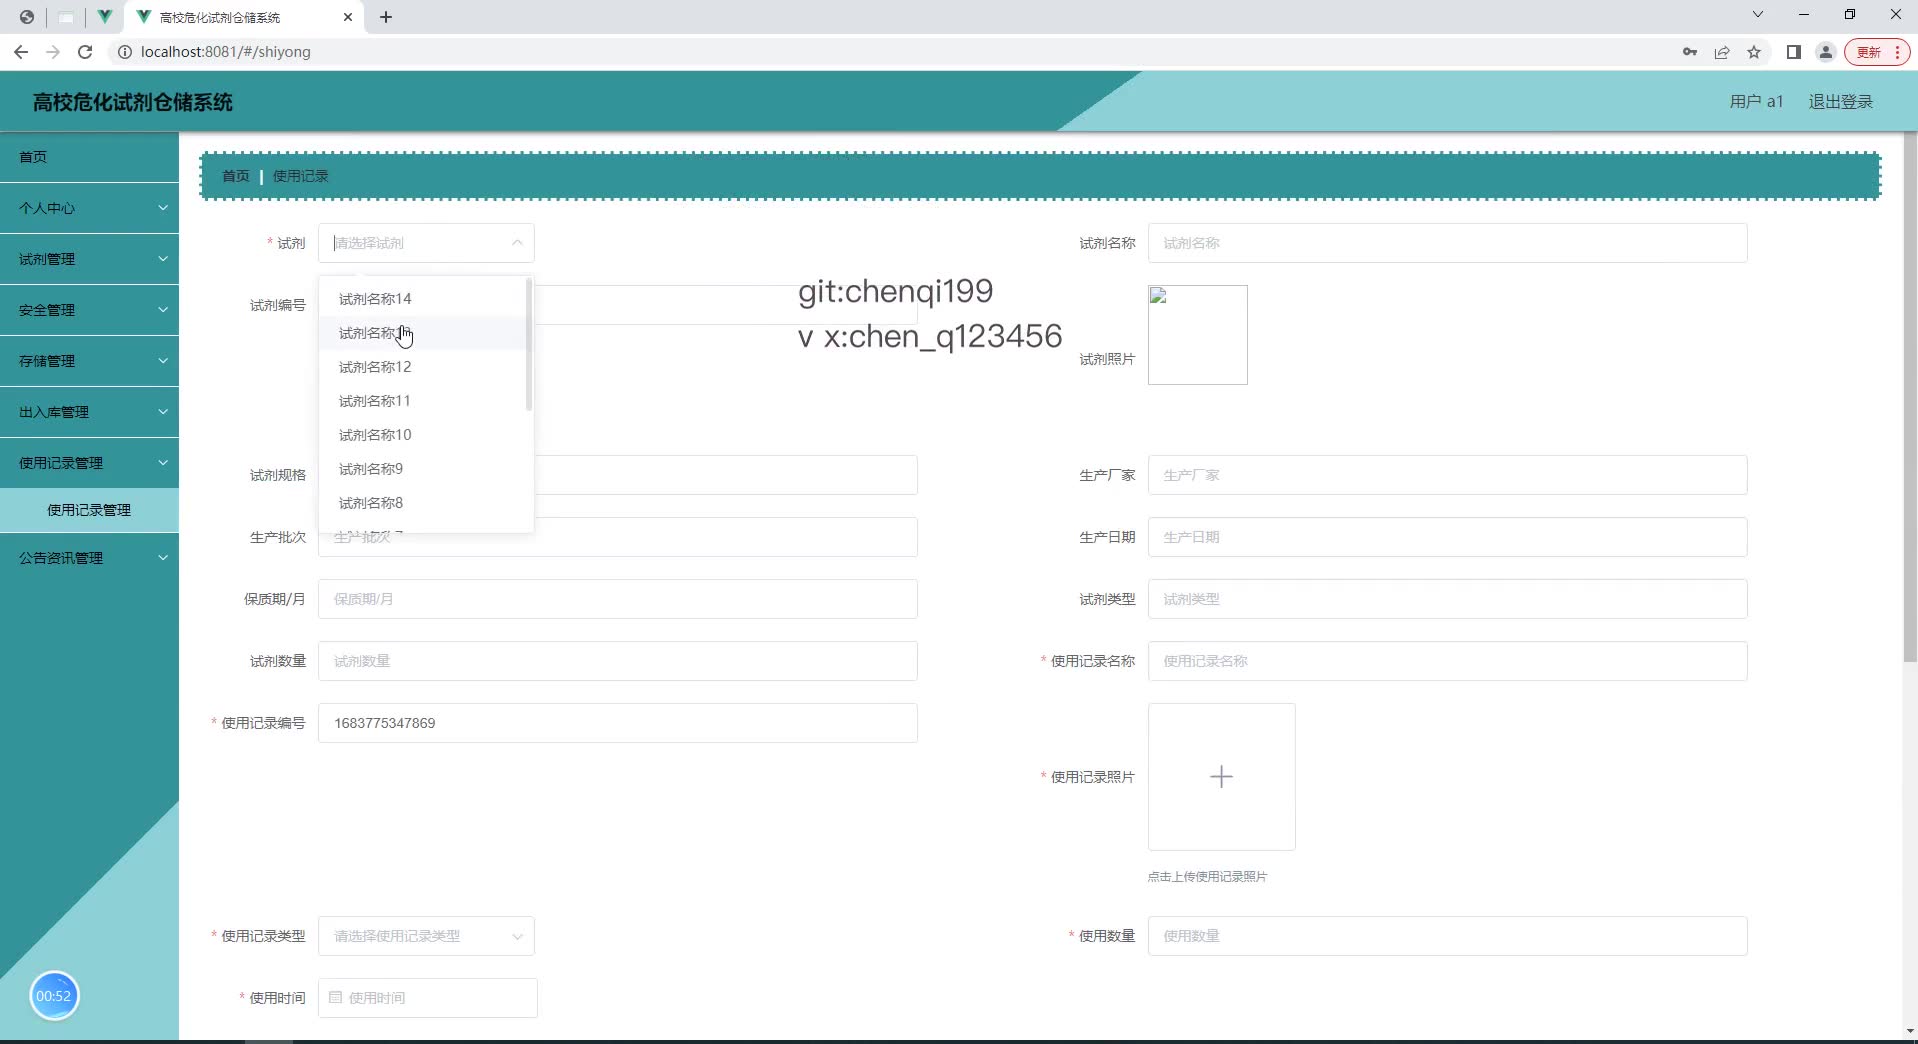 高校危化试剂仓储系统
localhost:8081/#/shiyong
更新
高校危化试剂仓储系统
用户 a1
退出登录
首页
个人中心
试剂管理
安全管理
存储管理
出入库管理
使用记录管理
使用记录管理
公告资讯管理
00:52
首页
使用记录
* 试剂
请选择试剂
试剂名称
试剂名称
试剂编号
试剂照片
试剂名称14
试剂名称
试剂名称12
试剂名称11
试剂名称10
试剂名称9
试剂名称8
git:chenqi199
v x:chen_q123456
试剂规格
生产厂家
生产厂家
生产批次
生产批次
生产日期
生产日期
保质期/月
保质期/月
试剂类型
试剂类型
试剂数量
试剂数量
* 使用记录名称
使用记录名称
* 使用记录编号
1683775347869
* 使用记录照片
点击上传使用记录照片
* 使用记录类型
请选择使用记录类型
* 使用数量
使用数量
* 使用时间
使用时间